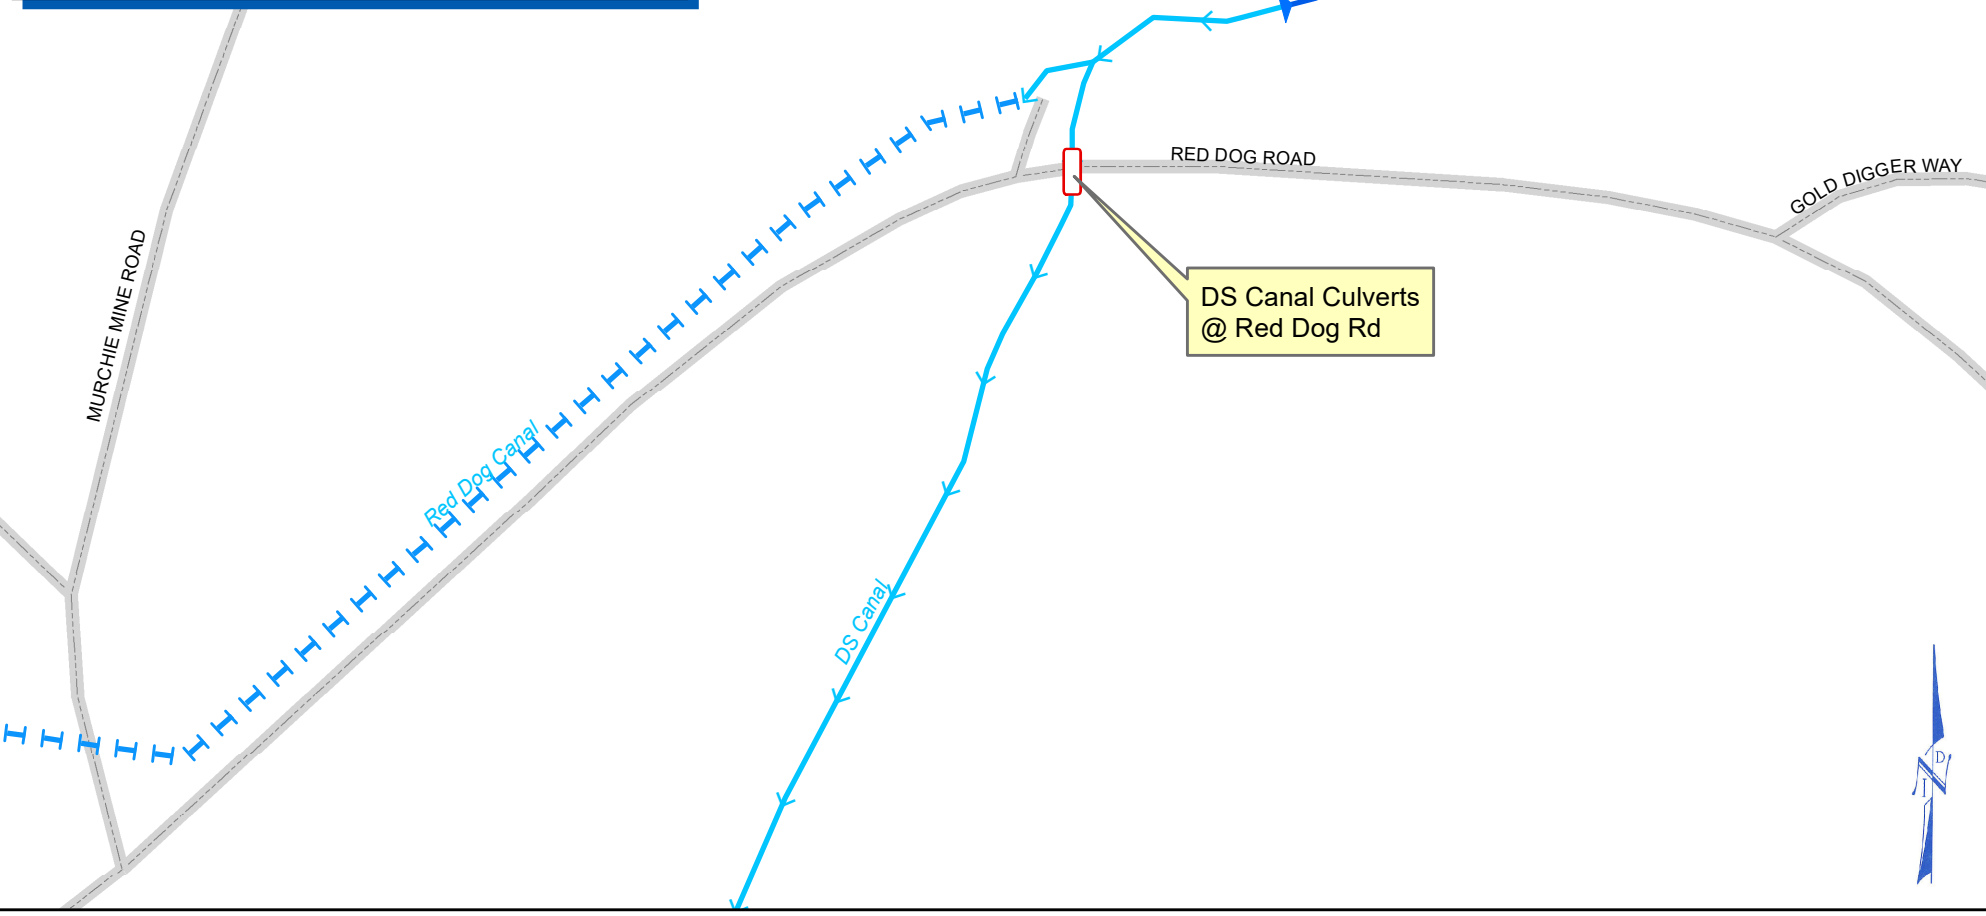 RED DOG ROAD
GOLD DIGGER WAY
MURCHIE MINE ROAD
DS Canal Culverts
@ Red Dog Rd
Red Dog Canal
DS Canal
N
I
D